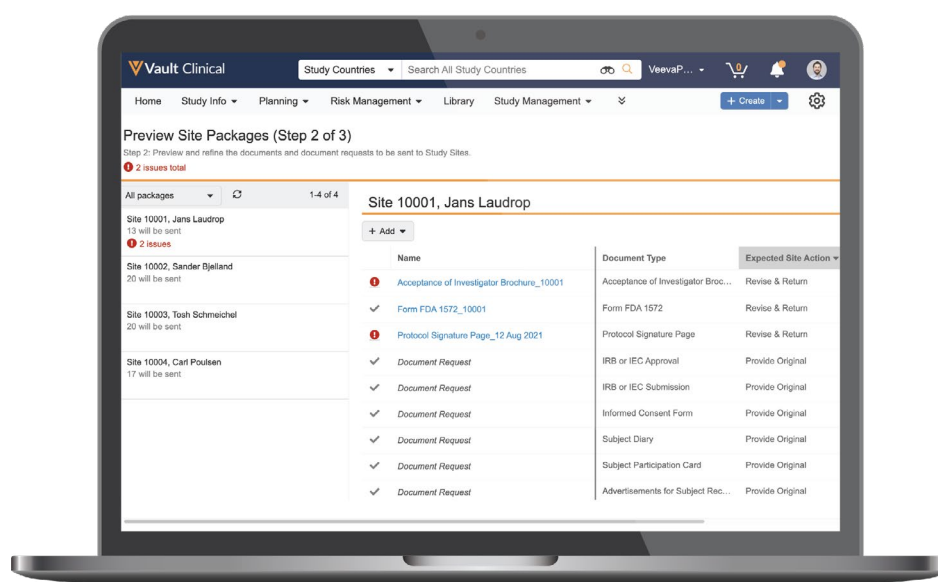 Vault Clinical
Study Countries
Search All Study Countries
VeevaP...
Home Study Info Planning Risk Management Library Study Management
+ Create
Preview Site Packages (Step 2 of 3)
Step 2: Preview and refine the documents and document requests to be sent to Study Sites.
2 issues total
All packages
1-4 of 4
Site 10001, Jans Laudrop
13 will be sent
2 issues
Site 10002, Sander Bjelland
20 will be sent
Site 10003, Tosh Schmeichel
20 will be sent
Site 10004, Carl Poulsen
17 will be sent
Site 10001, Jans Laudrop
+ Add
Name Document Type Expected Site Action
Acceptance of Investigator Brochure_10001 Acceptance of Investigator Broc... Revise & Return
Form FDA 1572_10001 Form FDA 1572 Revise & Return
Protocol Signature Page_12 Aug 2021 Protocol Signature Page Revise & Return
Document Request IRB or IEC Approval Provide Original
Document Request IRB or IEC Submission Provide Original
Document Request Informed Consent Form Provide Original
Document Request Subject Diary Provide Original
Document Request Subject Participation Card Provide Original
Document Request Advertisements for Subject Rec... Provide Original